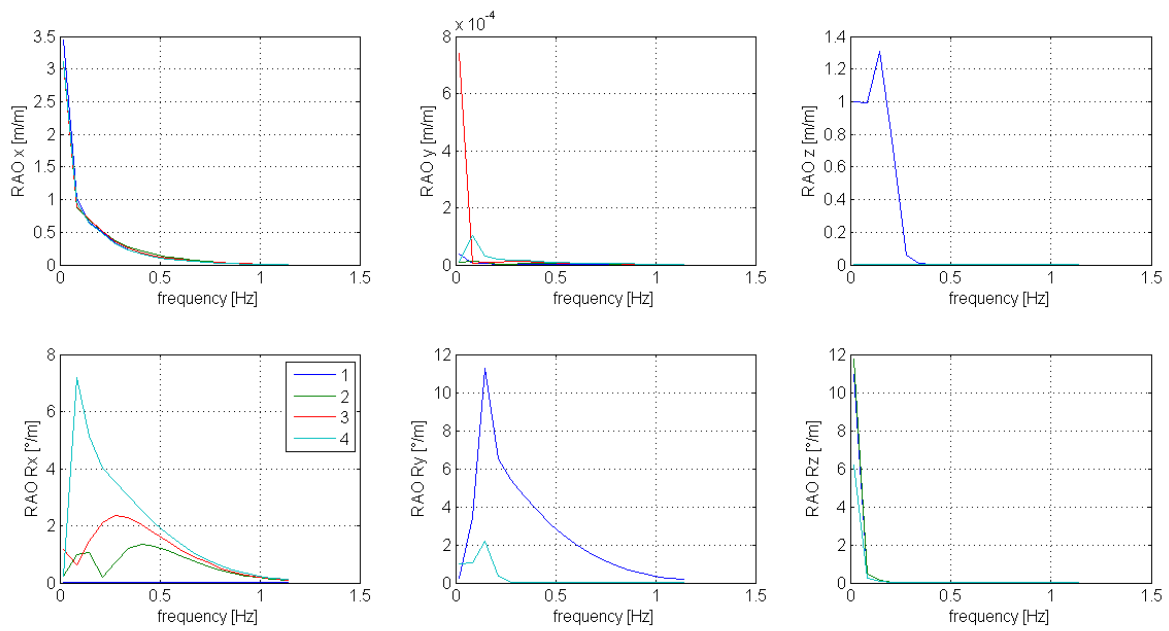 3.5
3
2.5
2
1.5
1
0.5
0
0 0.5 1 1.5
RAO x [m/m]
frequency [Hz]
x 10^-4
8
6
4
2
0
0 0.5 1 1.5
RAO y [m/m]
frequency [Hz]
1.4
1.2
1
0.8
0.6
0.4
0.2
0
0 0.5 1 1.5
RAO z [m/m]
frequency [Hz]
8
6
4
2
0
0 0.5 1 1.5
RAO Rx [°/m]
frequency [Hz]
1
2
3
4
12
10
8
6
4
2
0
0 0.5 1 1.5
RAO Ry [°/m]
frequency [Hz]
12
10
8
6
4
2
0
0 0.5 1 1.5
RAO Rz [°/m]
frequency [Hz]